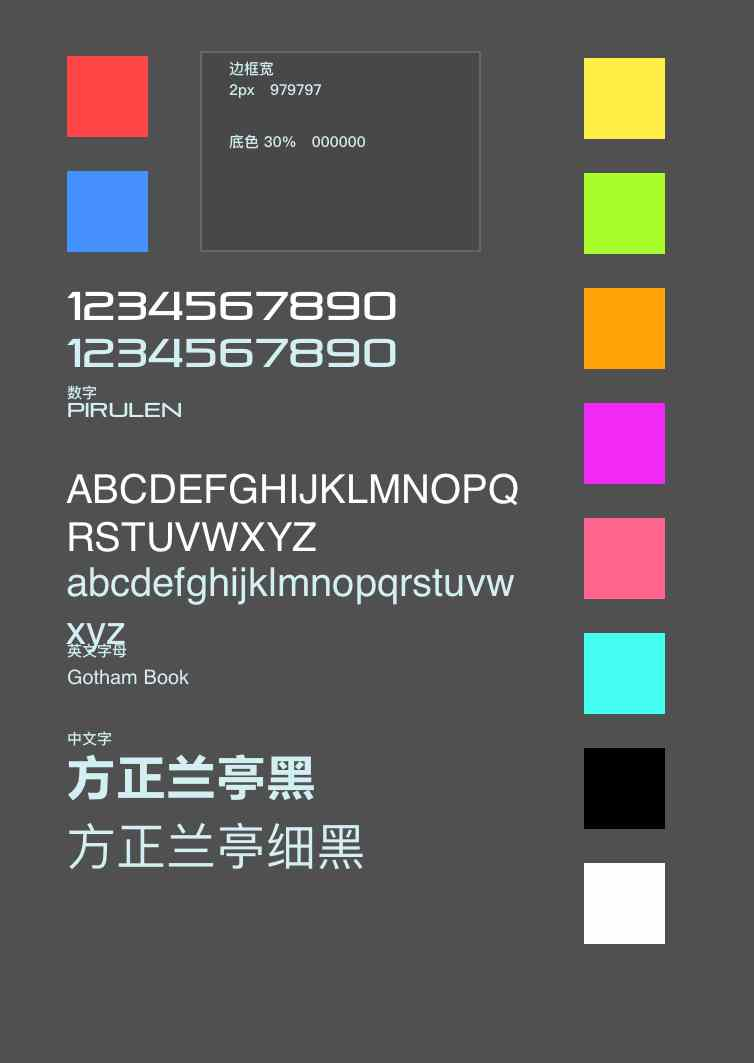 边框宽
2px 979797
底色 30% 000000
1234567890
1234567890
数字
PIRULEN
ABCDEFGHIJKLMNOPQ
RSTUVWXYZ
abcdefghijklmnopqrstuvw
xyz
英文字母
Gotham Book
中文字
方正兰亭黑
方正兰亭细黑